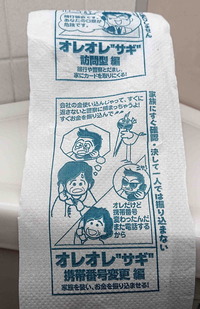 危険です。
オレオレ"サギ"
訪問型 編
銀行や警察とだまし、
家にカードを取りにくる!
家族にすぐ確認!決して一人では振り込まない
会社の金使い込んじゃって、すぐに
返さないと警察に捕まっちゃうよ!
すぐお金を振り込んで
オレだけど
携帯番号
変わったんだ
また電話する
から
オレオレ"サギ"
携帯番号変更 編
家族を装い、お金を振り込ませる!